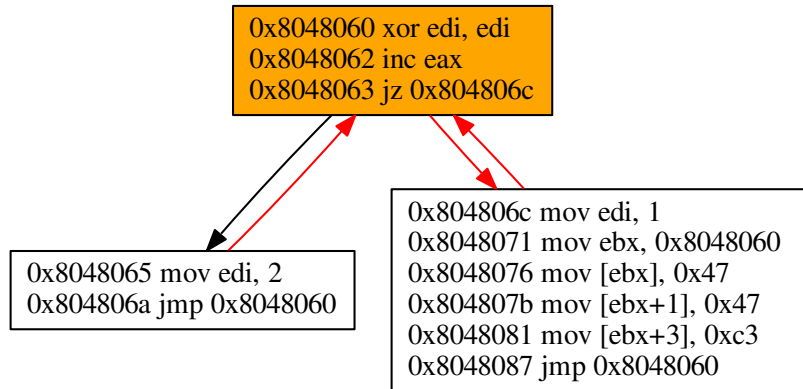 0x8048060 xor edi, edi
0x8048062 inc eax
0x8048063 jz 0x804806c
0x8048065 mov edi, 2
0x804806a jmp 0x8048060
0x804806c mov edi, 1
0x8048071 mov ebx, 0x8048060
0x8048076 mov [ebx], 0x47
0x804807b mov [ebx+1], 0x47
0x8048081 mov [ebx+3], 0xc3
0x8048087 jmp 0x8048060